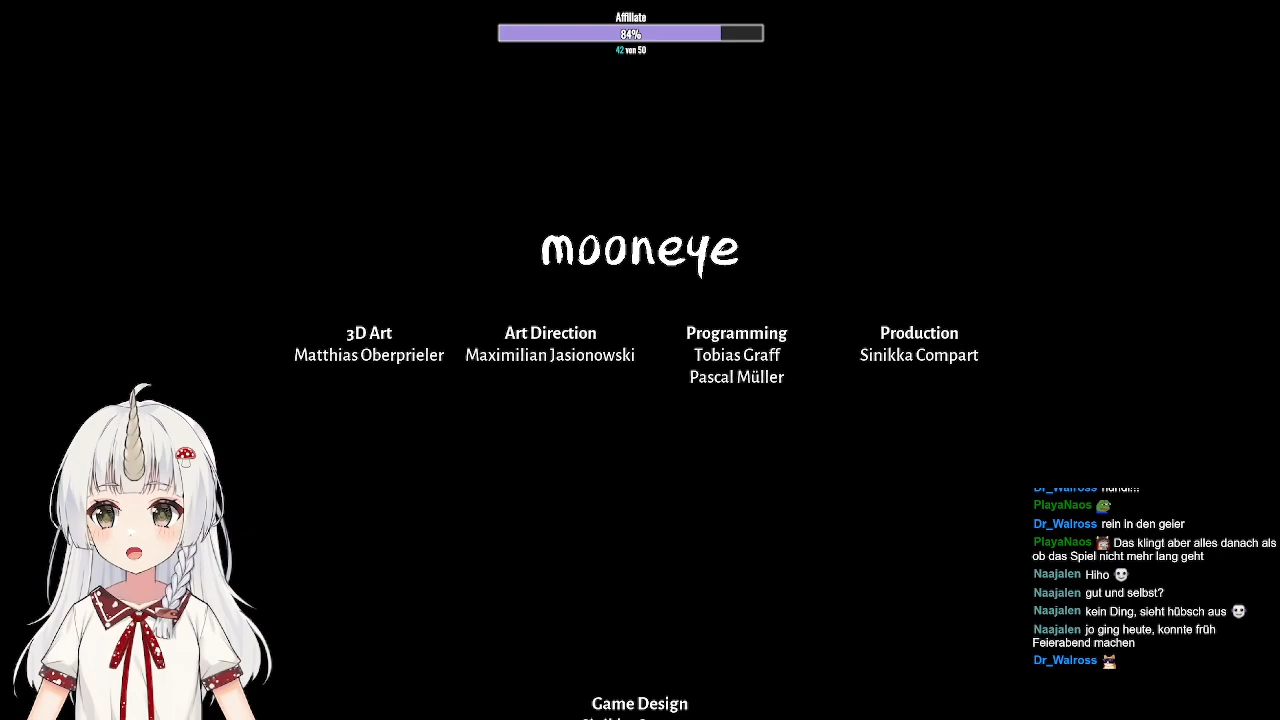 Affiliate
84%
42 von 50
mooneye
3D Art
Matthias Oberprieler
Art Direction
Maximilian Jasionowski
Programming
Tobias Graff
Pascal Müller
Production
Sinikka Compart
Dr_Walross hundi!!!
PlayaNaos
Dr_Walross rein in den geier
PlayaNaos Das klingt aber alles danach als
ob das Spiel nicht mehr lang geht
Naajalen Hiho
Naajalen gut und selbst?
Naajalen kein Ding, sieht hübsch aus
Naajalen jo ging heute, konnte früh
Feierabend machen
Dr_Walross
Game Design